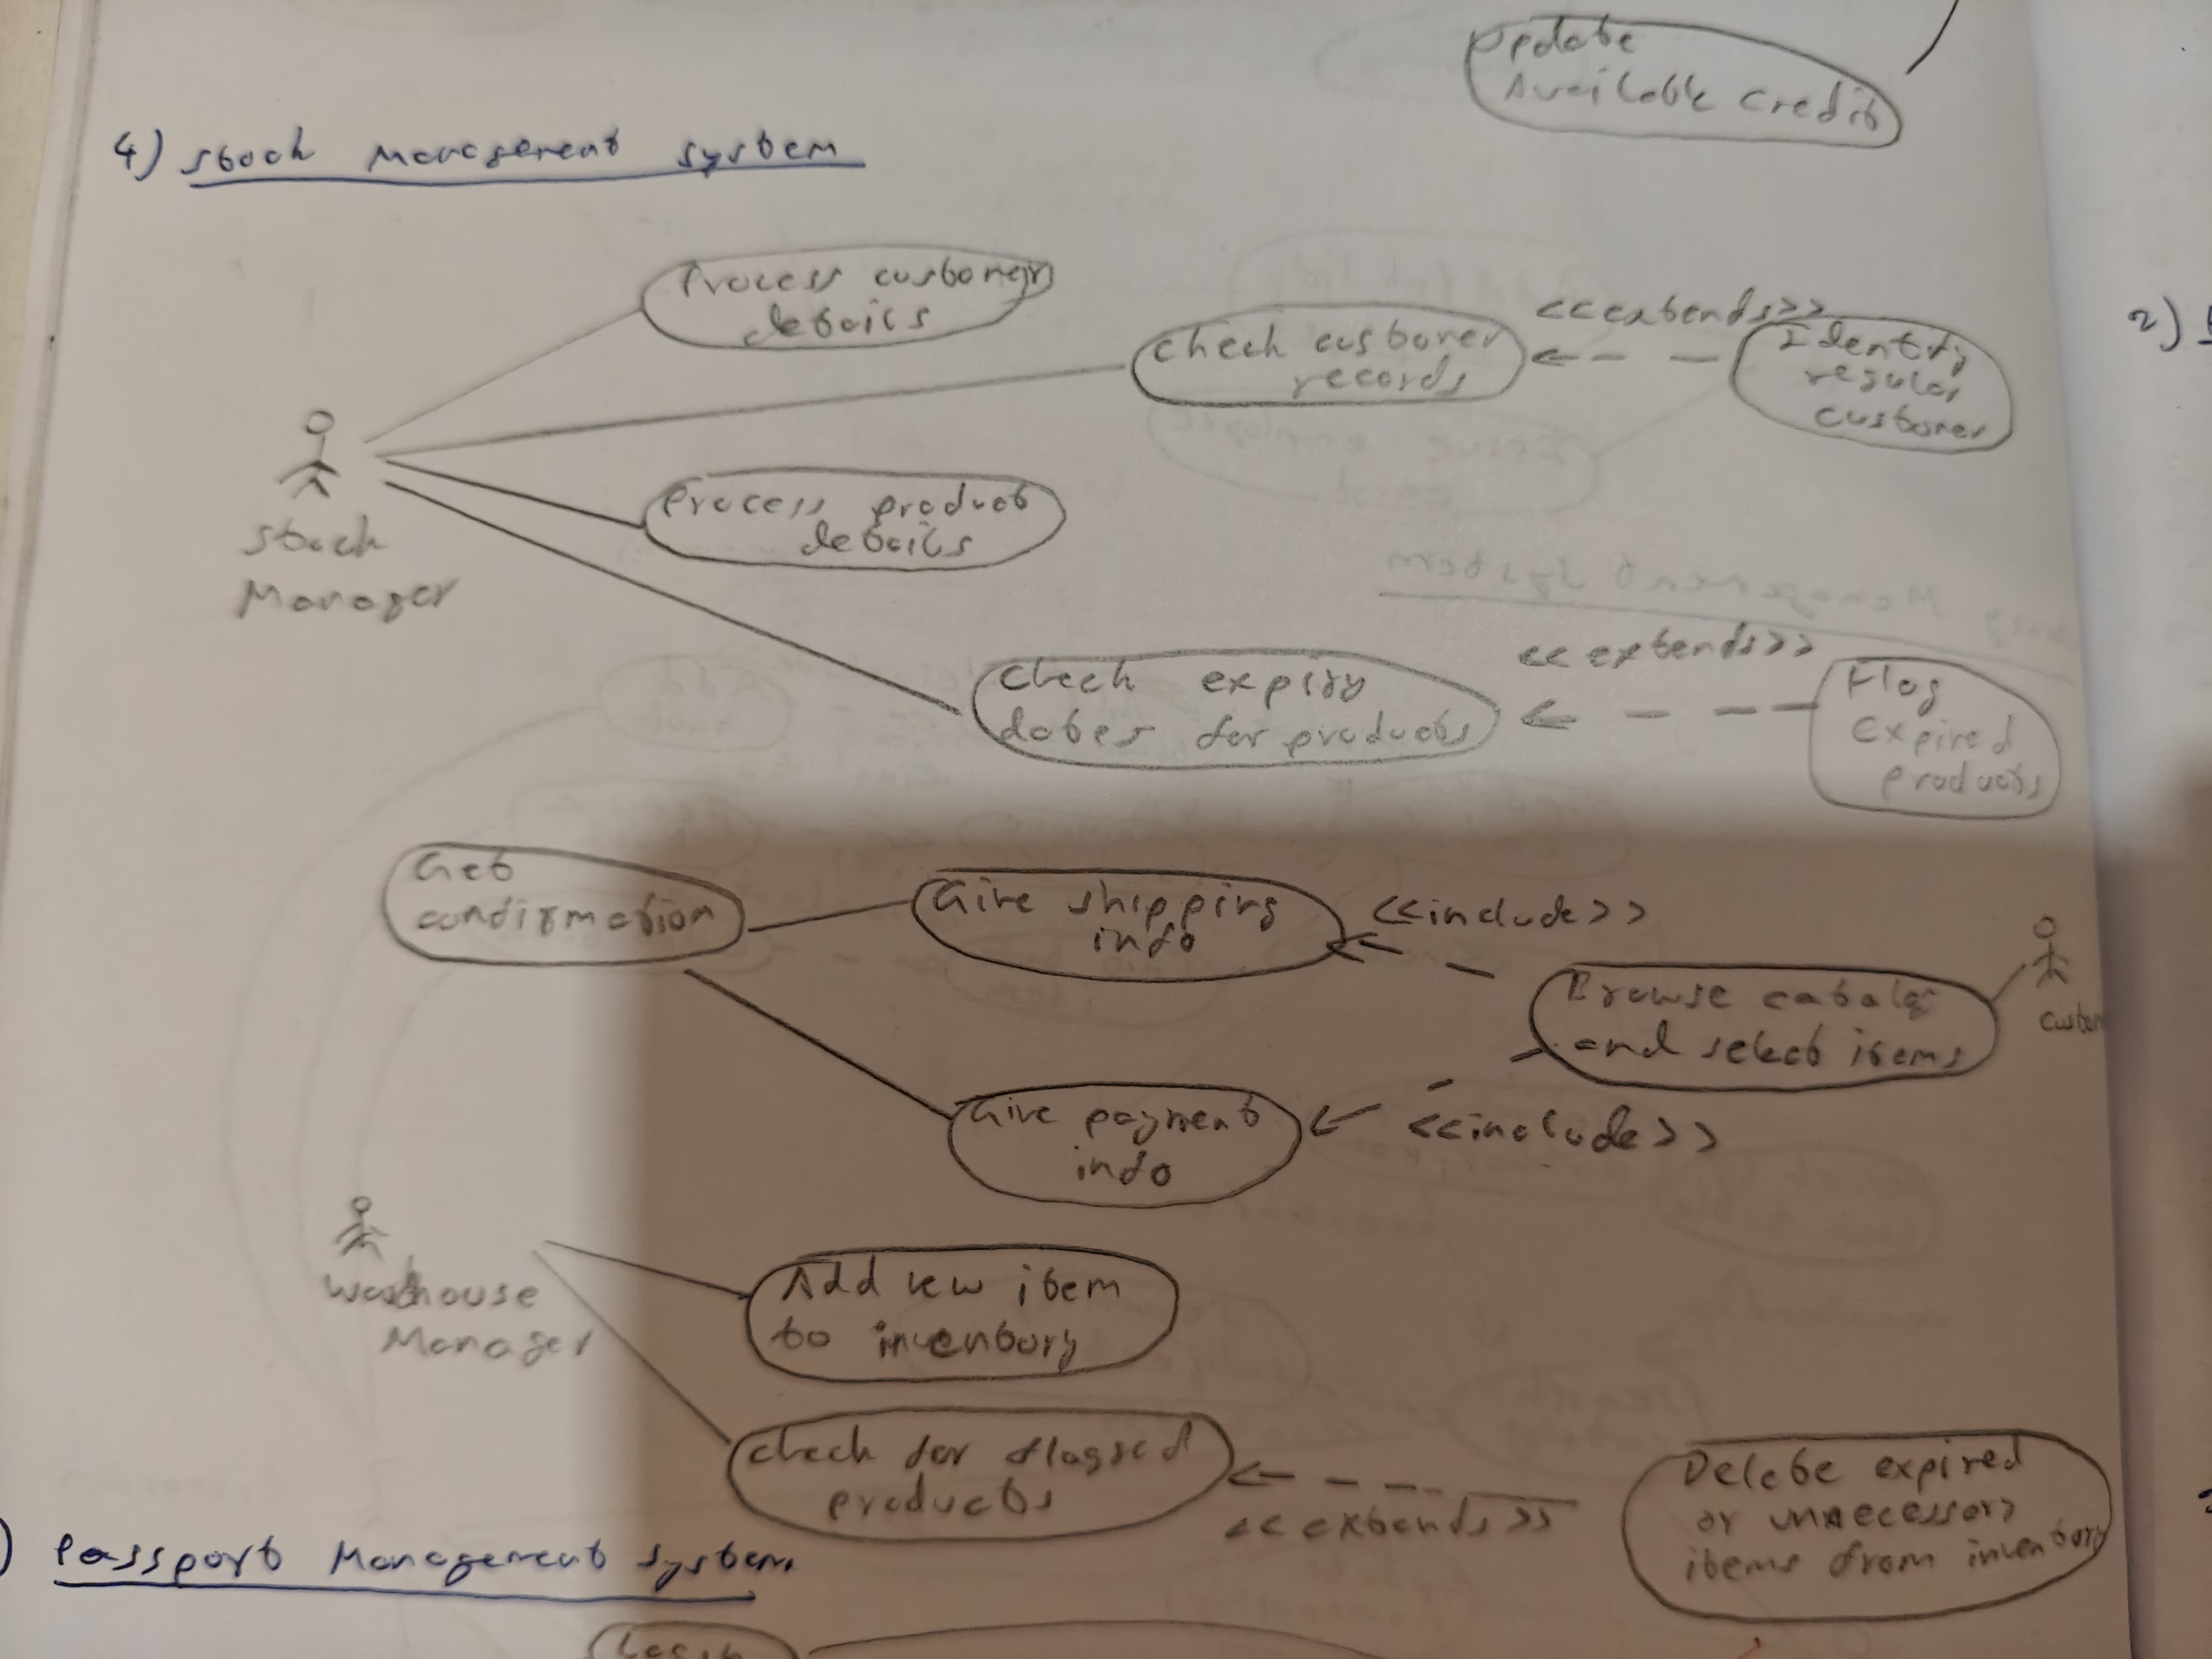 Update
Available Credit
4) Stock Management System
Process customer
details
Check customer
records
<<extends>>
Identify
regular
customer
2)
Stock
Manager
Process product
details
Check expiry
dates for products
<<extends>>
Flag
Expired
products
Get
confirmation
Give shipping
info
<<include>>
Browse catalog
and select items
Custom
Give payment
info
<<include>>
Warehouse
Manager
Add new item
to inventory
Check for flagged
products
<<extends>>
Delete expired
or unnecessary
items from inventory
) Passport Management System
Login